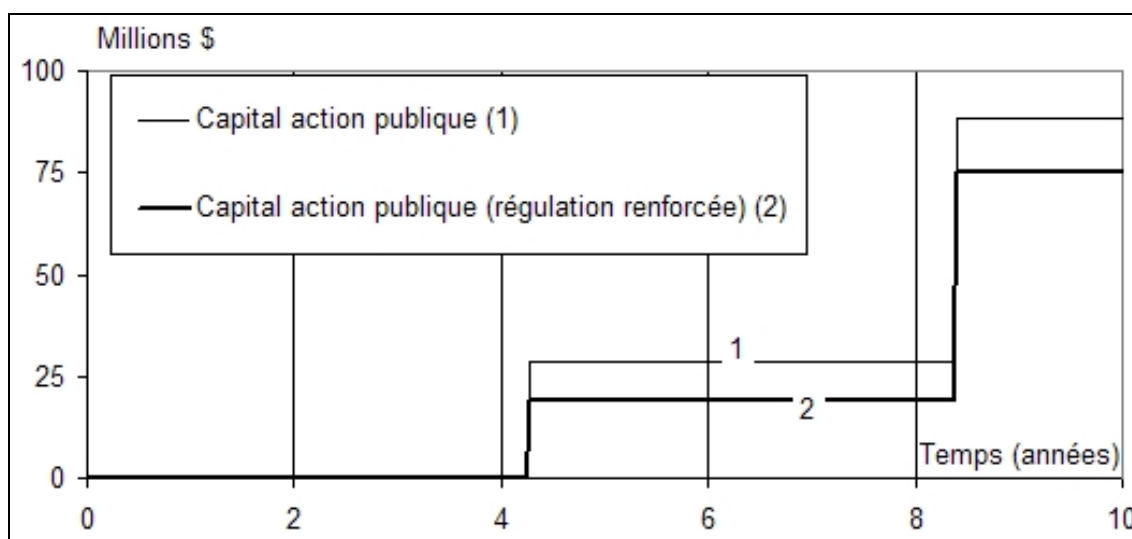 Millions $
100
Capital action publique (1)
75
Capital action publique (régulation renforcée) (2)
50
1
25
2
Temps (années)
0
0 2 4 6 8 10